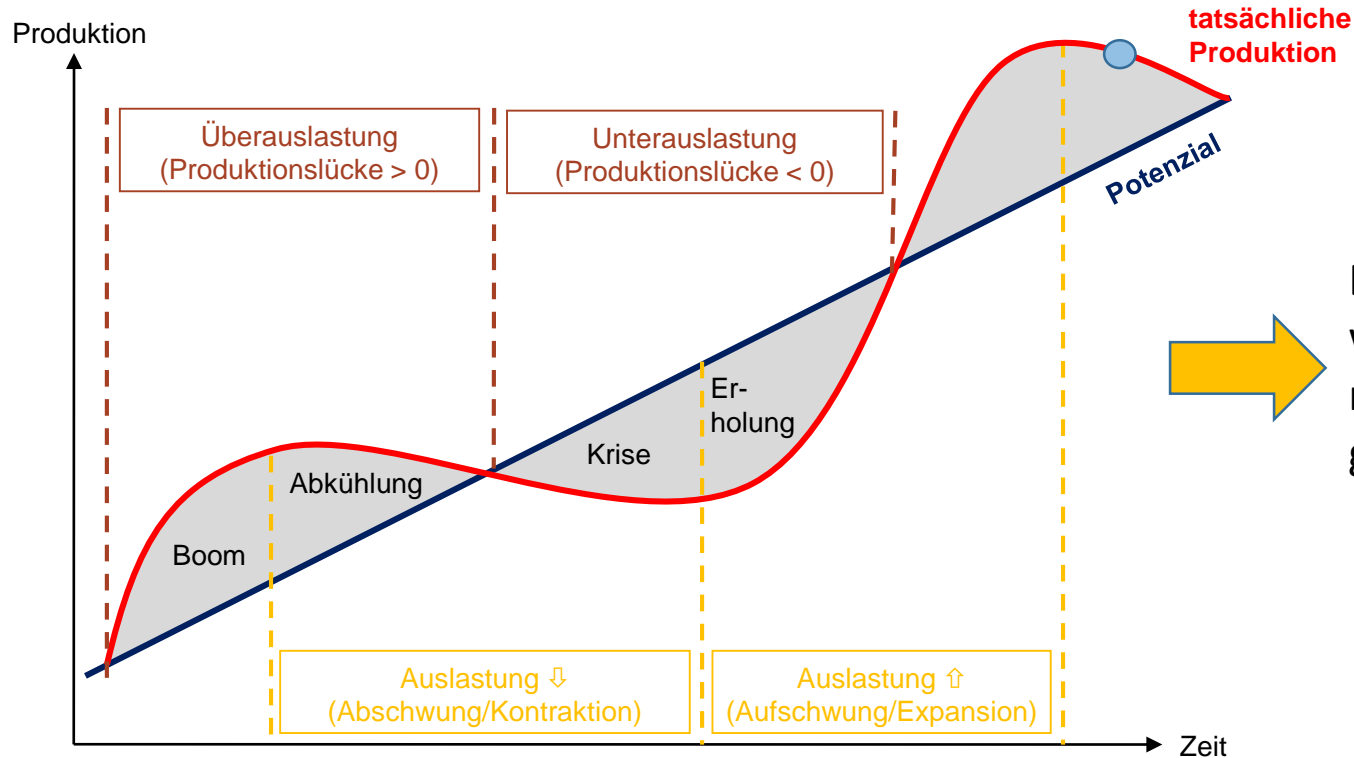 Produktion
tatsächliche
Produktion
Überauslastung
(Produktionslücke > 0)
Unterauslastung
(Produktionslücke < 0)
Potenzial
Er-
holung
Krise
Abkühlung
Boom
Auslastung ⇩
(Abschwung/Kontraktion)
Auslastung ⇧
(Aufschwung/Expansion)
Zeit